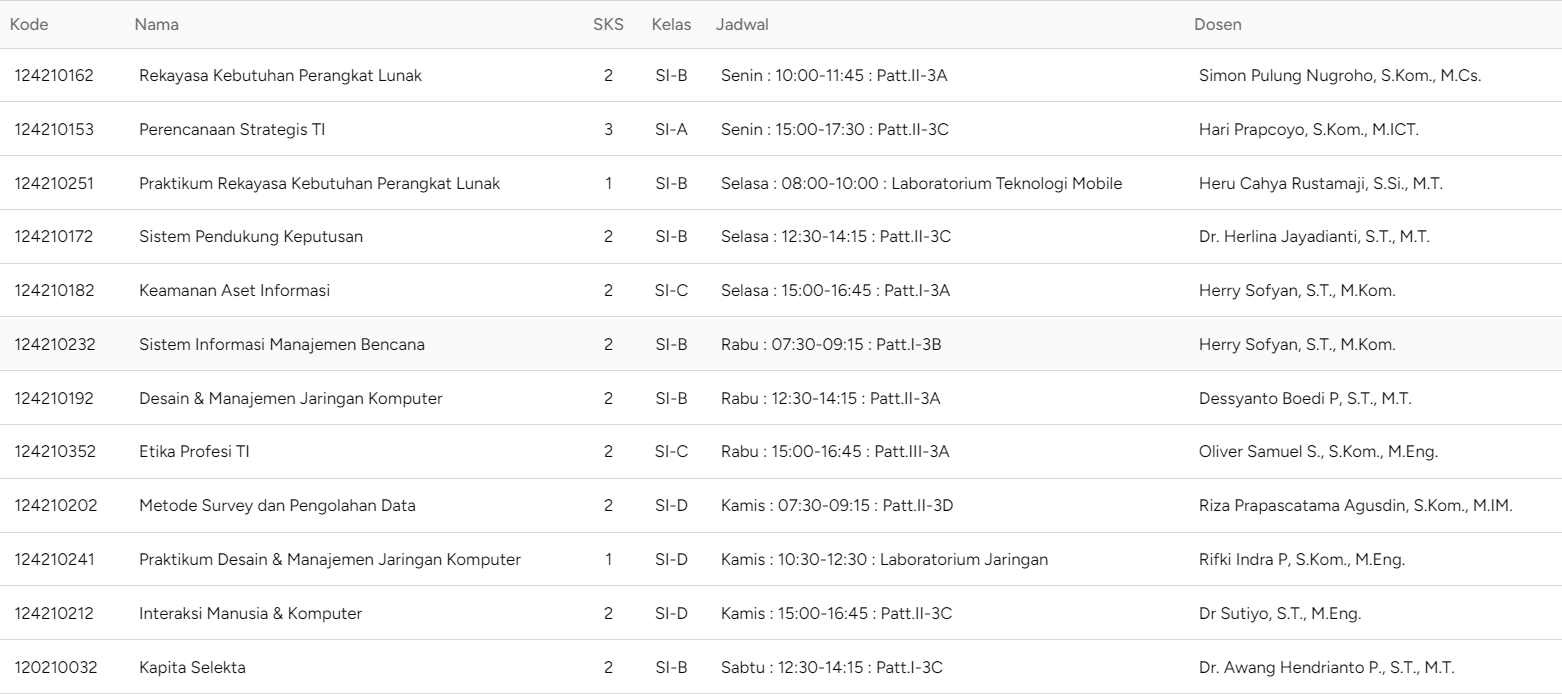 Kode Nama SKS Kelas Jadwal Dosen
124210162 Rekayasa Kebutuhan Perangkat Lunak 2 SI-B Senin : 10:00-11:45 : Patt.II-3A Simon Pulung Nugroho, S.Kom., M.Cs.
124210153 Perencanaan Strategis TI 3 SI-A Senin : 15:00-17:30 : Patt.II-3C Hari Prapcoyo, S.Kom., M.ICT.
124210251 Praktikum Rekayasa Kebutuhan Perangkat Lunak 1 SI-B Selasa : 08:00-10:00 : Laboratorium Teknologi Mobile Heru Cahya Rustamaji, S.Si., M.T.
124210172 Sistem Pendukung Keputusan 2 SI-B Selasa : 12:30-14:15 : Patt.II-3C Dr. Herlina Jayadianti, S.T., M.T.
124210182 Keamanan Aset Informasi 2 SI-C Selasa : 15:00-16:45 : Patt.I-3A Herry Sofyan, S.T., M.Kom.
124210232 Sistem Informasi Manajemen Bencana 2 SI-B Rabu : 07:30-09:15 : Patt.I-3B Herry Sofyan, S.T., M.Kom.
124210192 Desain & Manajemen Jaringan Komputer 2 SI-B Rabu : 12:30-14:15 : Patt.II-3A Dessyanto Boedi P, S.T., M.T.
124210352 Etika Profesi TI 2 SI-C Rabu : 15:00-16:45 : Patt.III-3A Oliver Samuel S., S.Kom., M.Eng.
124210202 Metode Survey dan Pengolahan Data 2 SI-D Kamis : 07:30-09:15 : Patt.II-3D Riza Prapascatama Agusdin, S.Kom., M.IM.
124210241 Praktikum Desain & Manajemen Jaringan Komputer 1 SI-D Kamis : 10:30-12:30 : Laboratorium Jaringan Rifki Indra P, S.Kom., M.Eng.
124210212 Interaksi Manusia & Komputer 2 SI-D Kamis : 15:00-16:45 : Patt.II-3C Dr Sutiyo, S.T., M.Eng.
120210032 Kapita Selekta 2 SI-B Sabtu : 12:30-14:15 : Patt.I-3C Dr. Awang Hendrianto P., S.T., M.T.